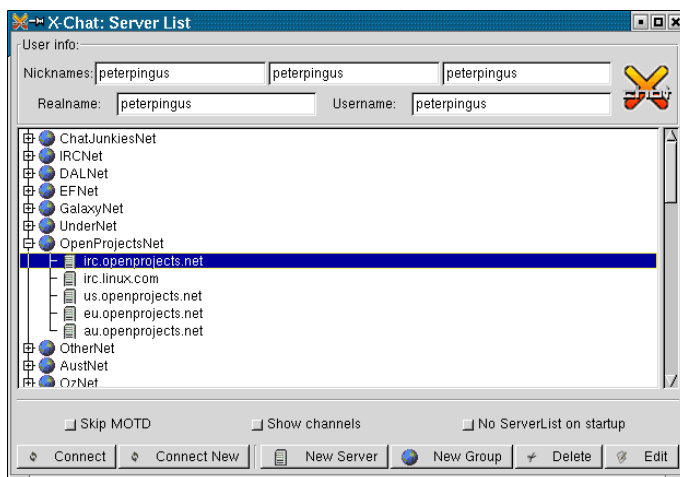 X-Chat: Server List
User info:
Nicknames: peterpingus peterpingus peterpingus
Realname: peterpingus Username: peterpingus
xchat
ChatJunkiesNet
IRCNet
DALNet
EFNet
GalaxyNet
UnderNet
OpenProjectsNet
irc.openprojects.net
irc.linux.com
us.openprojects.net
eu.openprojects.net
au.openprojects.net
OtherNet
AustNet
OzNet
Skip MOTD Show channels No ServerList on startup
Connect Connect New New Server New Group Delete Edit